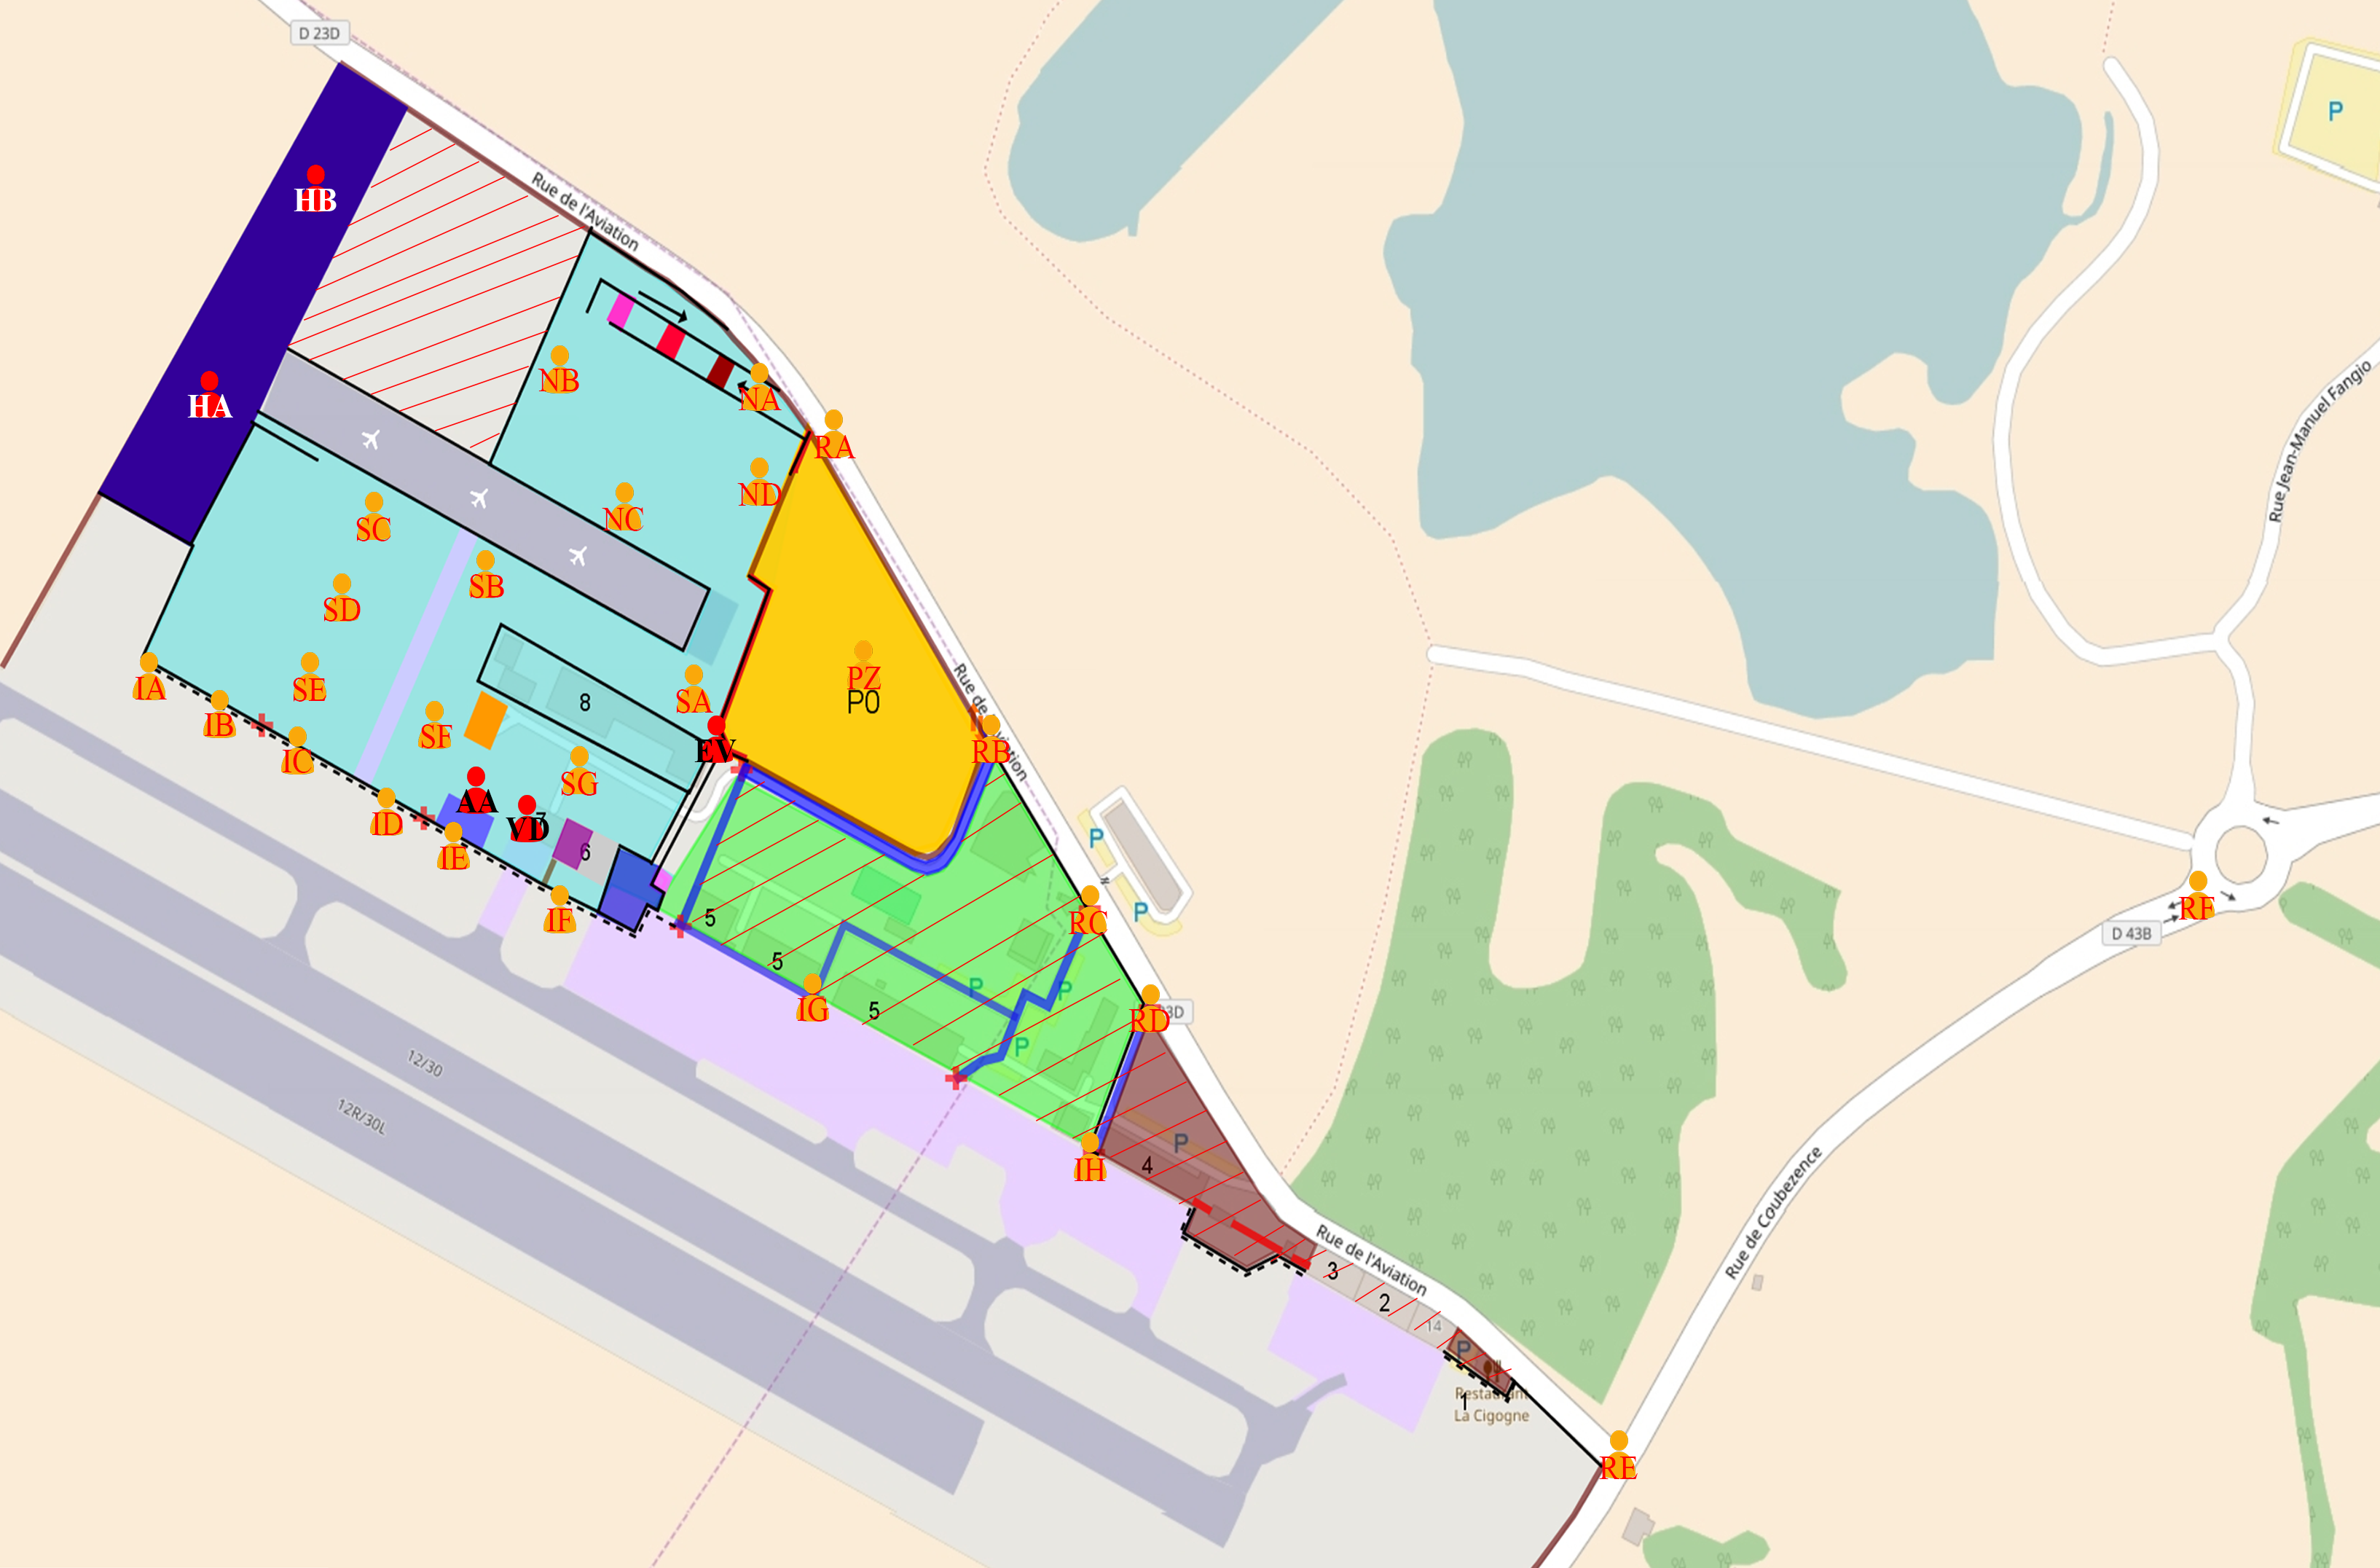 D 23D
P
HB
Rue de l'Aviation
NB
NA
HA
RA
Rue Jean-Manuel Fangio
ND
SC
NC
SB
SD
PZ
IA
SE
SA
8
P0
IB
SF
EV
RB
Rue de
viation
IC
SG
AA
ID
7
VD
P
IE
6
RF
P
IF
5
RC
D 43B
5
P
P
IG
5
RD
3D
P
12/30
12R/30L
P
IH
4
Rue de Coubezence
Rue de l'Aviation
3
2
14
P
Restaurant
1
La Cigogne
RE